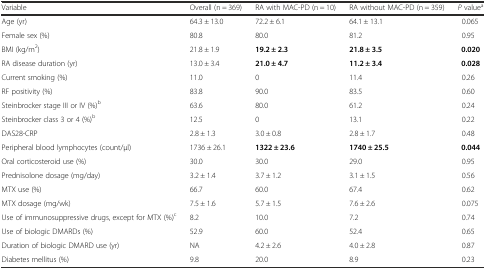 Variable Overall (n = 369) RA with MAC-PD (n = 10) RA without MAC-PD (n = 359) P value^a
Age (yr) 64.3 ± 13.0 72.2 ± 6.1 64.1 ± 13.1 0.065
Female sex (%) 80.8 80.0 81.2 0.95
BMI (kg/m²) 21.8 ± 1.9 19.2 ± 2.3 21.8 ± 3.5 0.020
RA disease duration (yr) 13.0 ± 3.4 21.0 ± 4.7 11.2 ± 3.4 0.028
Current smoking (%) 11.0 0 11.4 0.26
RF positivity (%) 83.8 90.0 83.5 0.60
Steinbrocker stage III or IV (%)^b 63.6 80.0 61.2 0.24
Steinbrocker class 3 or 4 (%)^b 12.5 0 13.1 0.22
DAS28-CRP 2.8 ± 1.3 3.0 ± 0.8 2.8 ± 1.7 0.48
Peripheral blood lymphocytes (count/μl) 1736 ± 26.1 1322 ± 23.6 1740 ± 25.5 0.044
Oral corticosteroid use (%) 30.0 30.0 29.0 0.95
Prednisolone dosage (mg/day) 3.2 ± 1.4 3.7 ± 1.2 3.1 ± 1.5 0.56
MTX use (%) 66.7 60.0 67.4 0.62
MTX dosage (mg/wk) 7.5 ± 1.6 5.7 ± 1.5 7.6 ± 2.6 0.075
Use of immunosuppressive drugs, except for MTX (%)^c 8.2 10.0 7.2 0.74
Use of biologic DMARDs (%) 52.9 60.0 52.4 0.65
Duration of biologic DMARD use (yr) NA 4.2 ± 2.6 4.0 ± 2.8 0.87
Diabetes mellitus (%) 9.8 20.0 8.9 0.23